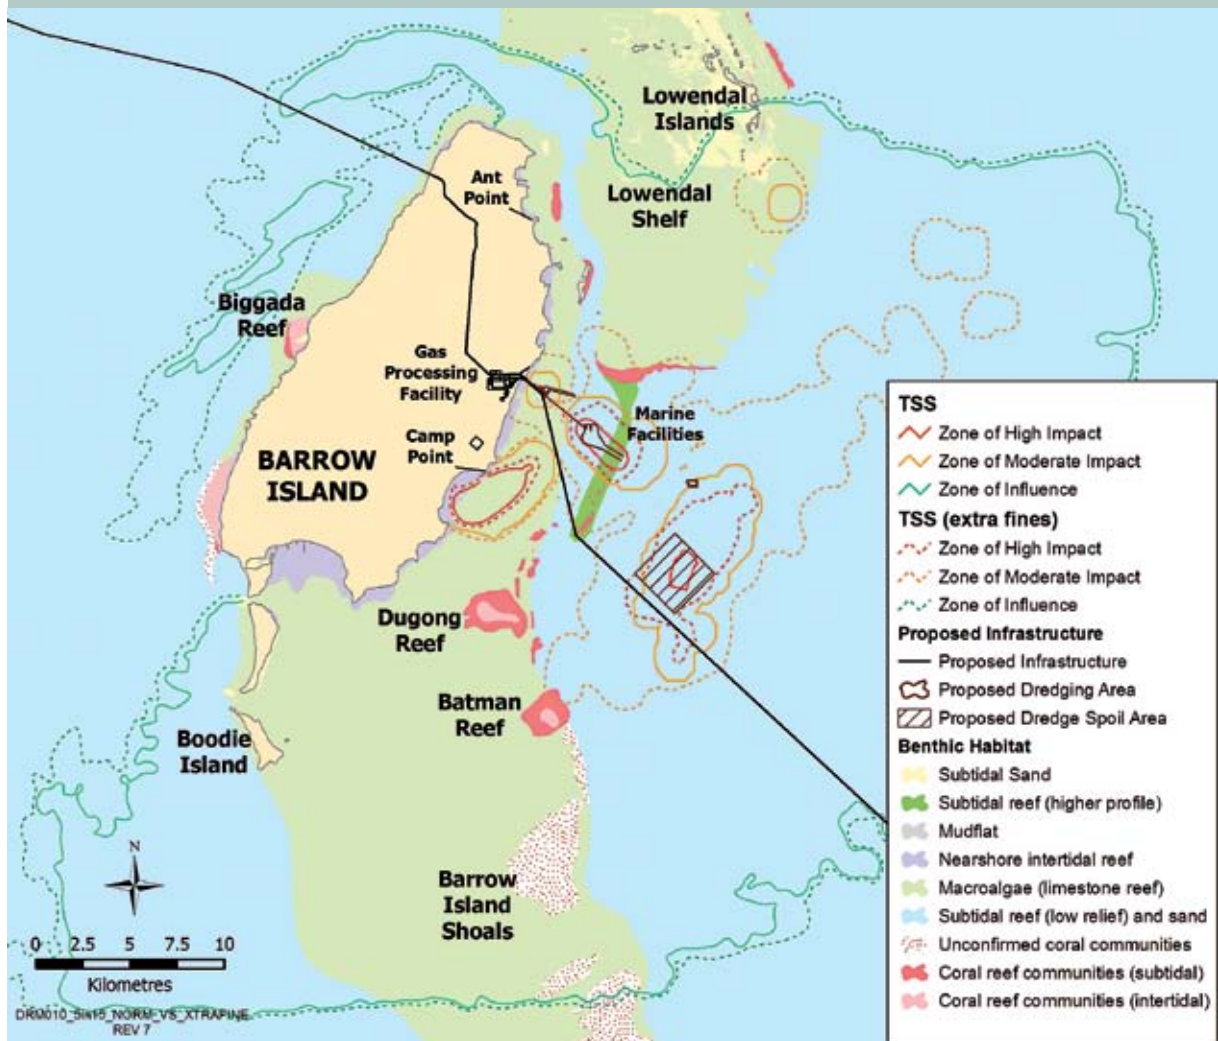 Lowendal
Islands
Ant
Point
Lowendal
Shelf
Biggada
Reef
Gas
Processing
Facility
Marine
Facilities
Camp
Point
BARROW
ISLAND
Dugong
Reef
Batman
Reef
Boodie
Island
Barrow
Island
Shoals
N
0 2.5 5 7.5 10
Kilometres
REV 7
TSS
Zone of High Impact
Zone of Moderate Impact
Zone of Influence
TSS (extra fines)
Zone of High Impact
Zone of Moderate Impact
Zone of Influence
Proposed Infrastructure
Proposed Infrastructure
Proposed Dredging Area
Proposed Dredge Spoil Area
Benthic Habitat
Subtidal Sand
Subtidal reef (higher profile)
Mudflat
Nearshore intertidal reef
Macroalgae (limestone reef)
Subtidal reef (low relief) and sand
Unconfirmed coral communities
Coral reef communities (subtidal)
Coral reef communities (intertidal)